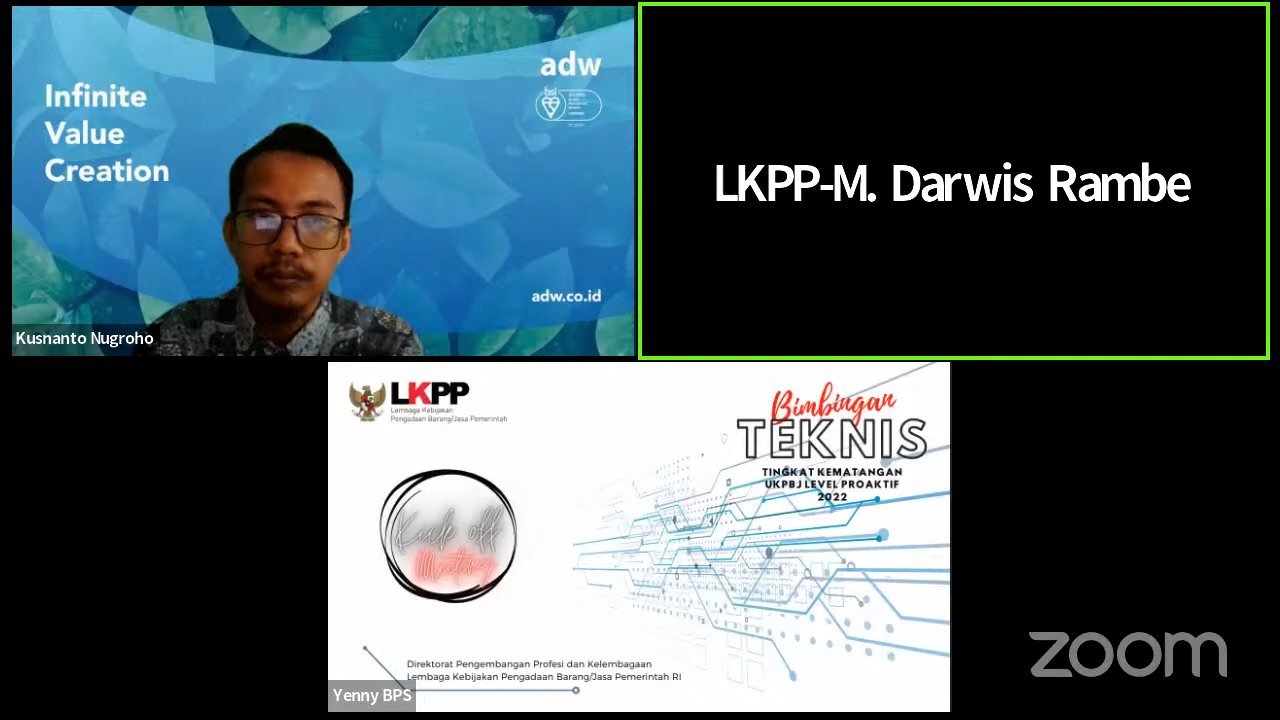 Infinite
Value
Creation
adw
bsi
adw.co.id
Kusnanto Nugroho
LKPP-M. Darwis Rambe
LKPP
Lembaga Kebijakan
Pengadaan Barang/Jasa Pemerintah
Bimbingan
TEKNIS
TINGKAT KEMATANGAN
UKPBJ LEVEL PROAKTIF
2022
Kick off
Meeting
Direktorat Pengembangan Profesi dan Kelembagaan
Lembaga Kebijakan Pengadaan Barang/Jasa Pemerintah RI
Yenny BPS
zoom